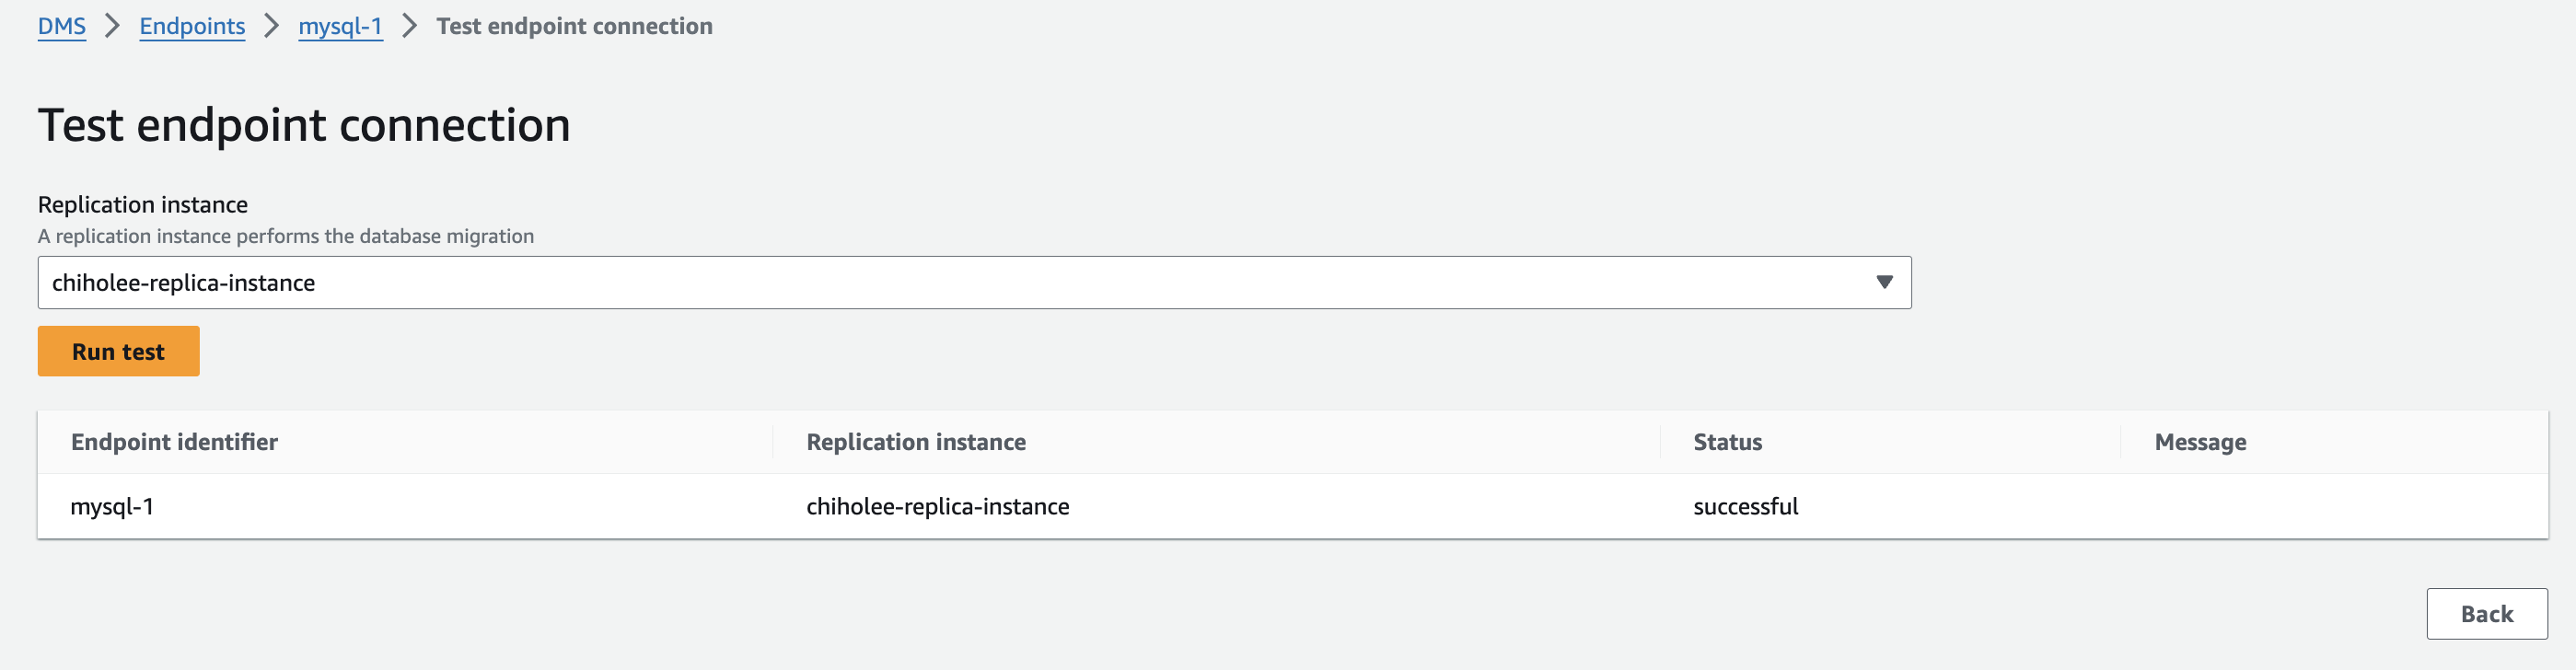 DMS > Endpoints > mysql-1 > Test endpoint connection
Test endpoint connection
Replication instance
A replication instance performs the database migration
chiholee-replica-instance
Run test
Endpoint identifier Replication instance Status Message
mysql-1 chiholee-replica-instance successful
Back